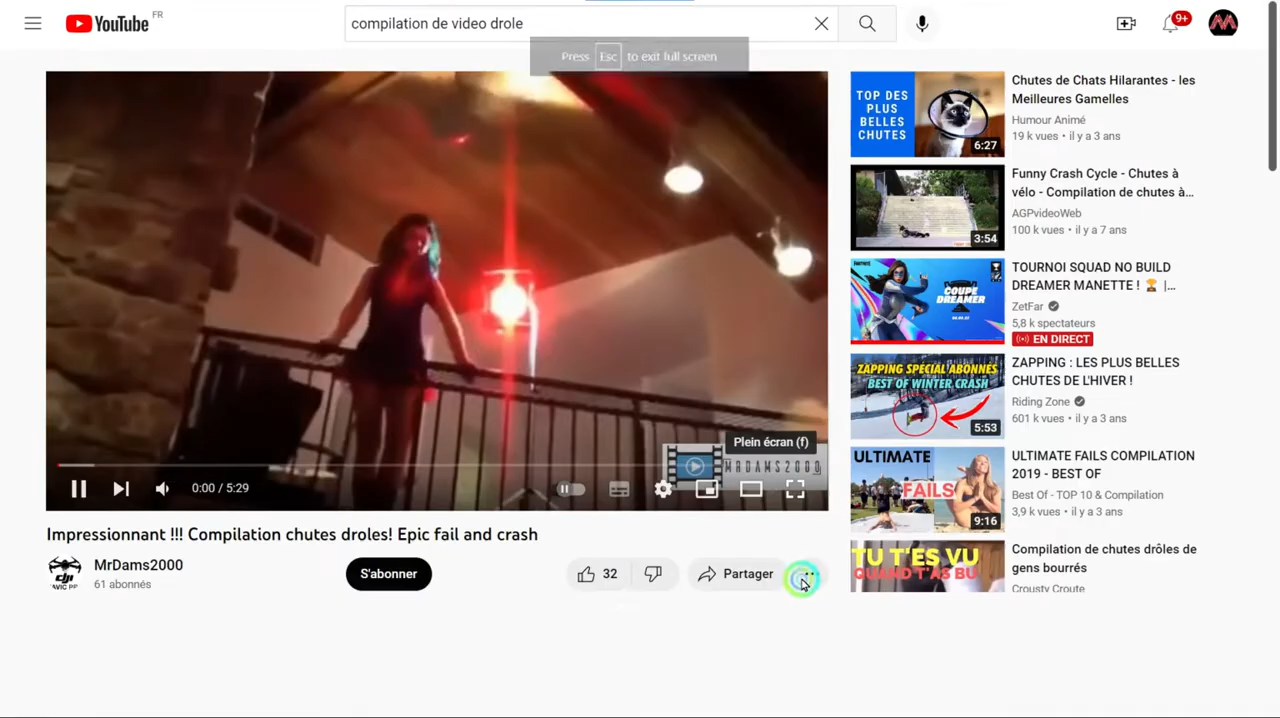 YouTube FR
compilation de video drole
9+
Press Esc to exit full screen
Plein écran (f)
MRDAMS2000
0:00 / 5:29
Impressionnant !!! Compilation chutes droles! Epic fail and crash
MrDams2000
61 abonnés
S'abonner
32
Partager
TOP DES
PLUS
BELLES
CHUTES
6:27
Chutes de Chats Hilarantes - les
Meilleures Gamelles
Humour Animé
19 k vues • il y a 3 ans
3:54
Funny Crash Cycle - Chutes à
vélo - Compilation de chutes à...
AGPvideoWeb
100 k vues • il y a 7 ans
COUPE
DREAMER
TOURNOI SQUAD NO BUILD
DREAMER MANETTE ! 🏆 |...
ZetFar
5,8 k spectateurs
EN DIRECT
ZAPPING SPÉCIAL ABONNES
BEST OF WINTER CRASH
5:53
ZAPPING : LES PLUS BELLES
CHUTES DE L'HIVER !
Riding Zone
601 k vues • il y a 3 ans
ULTIMATE
FAILS
9:16
ULTIMATE FAILS COMPILATION
2019 - BEST OF
Best Of - TOP 10 & Compilation
3,9 k vues • il y a 3 ans
TU T'ES VU
QUAND T'AS BU
Compilation de chutes drôles de
gens bourrés
Crousty Croute